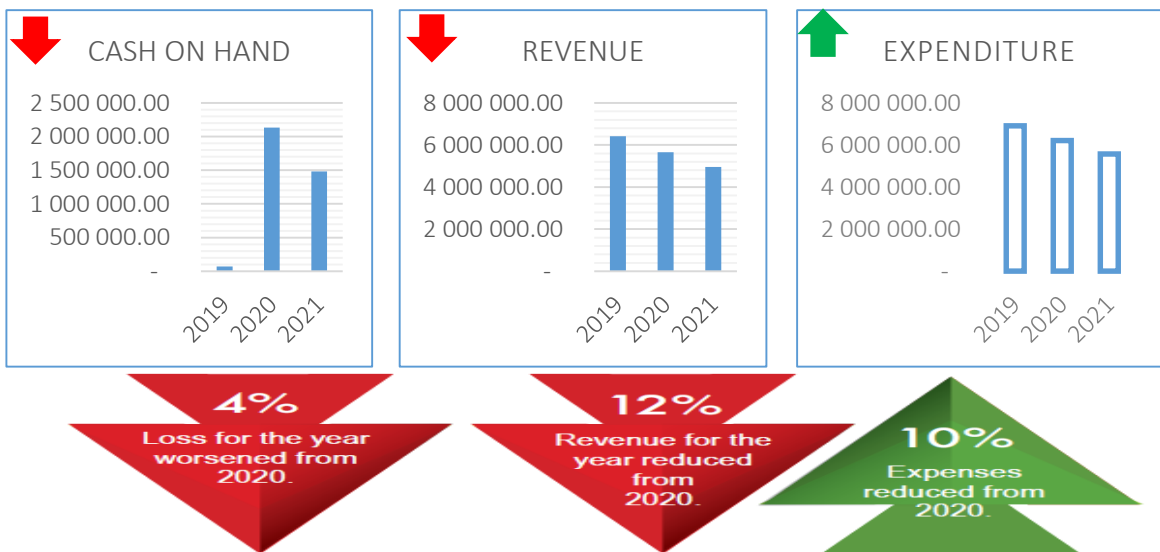 CASH ON HAND
2 500 000.00
2 000 000.00
1 500 000.00
1 000 000.00
500 000.00
-
2019
2020
2021
REVENUE
8 000 000.00
6 000 000.00
4 000 000.00
2 000 000.00
-
2019
2020
2021
EXPENDITURE
8 000 000.00
6 000 000.00
4 000 000.00
2 000 000.00
-
2019
2020
2021
4%
Loss for the year
worsened from
2020.
12%
Revenue for the
year reduced
from
2020.
10%
Expenses
reduced from
2020.